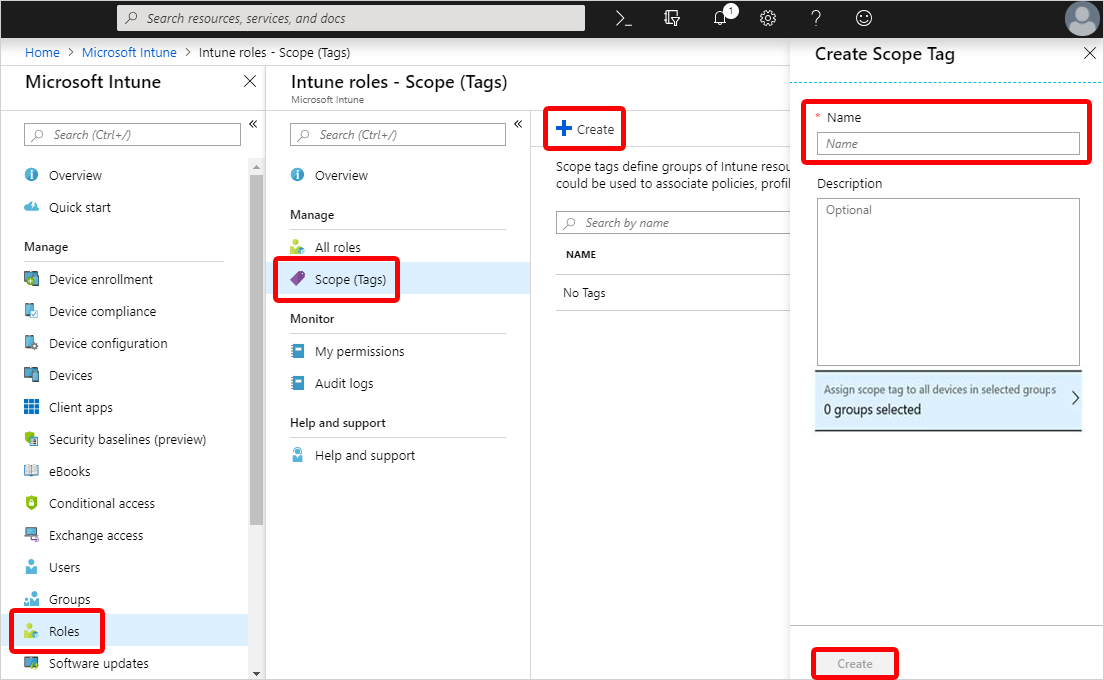 Search resources, services, and docs
1
Home > Microsoft Intune > Intune roles - Scope (Tags)
Microsoft Intune
Search (Ctrl+/)
Overview
Quick start
Manage
Device enrollment
Device compliance
Device configuration
Devices
Client apps
Security baselines (preview)
eBooks
Conditional access
Exchange access
Users
Groups
Roles
Software updates
Intune roles - Scope (Tags)
Microsoft Intune
Search (Ctrl+/)
Overview
Manage
All roles
Scope (Tags)
Monitor
My permissions
Audit logs
Help and support
Help and support
Create
Scope tags define groups of Intune resou
could be used to associate policies, profil
Search by name
NAME
No Tags
Create Scope Tag
* Name
Name
Description
Optional
Assign scope tag to all devices in selected groups
0 groups selected
Create